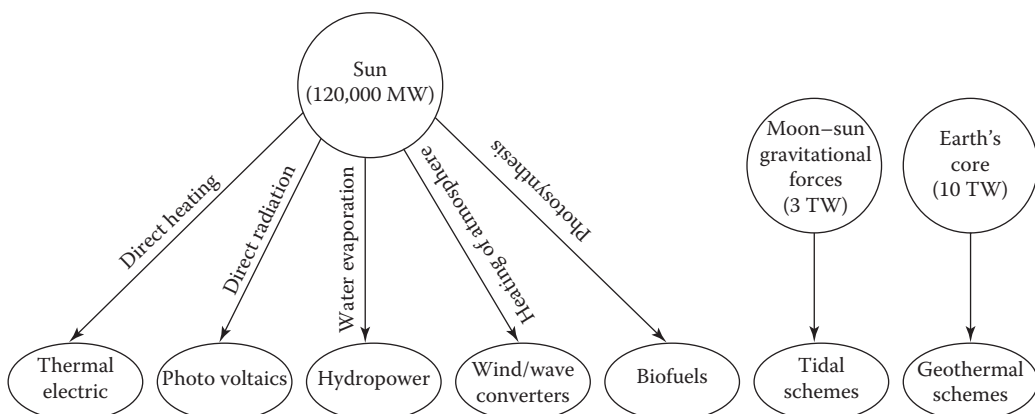 Sun
(120,000 MW)
Moon–sun
gravitational
forces
(3 TW)
Earth's
core
(10 TW)
Direct heating
Direct radiation
Water evaporation
Heating of atmosphere
Photosynthesis
Thermal
electric
Photo voltaics
Hydropower
Wind/wave
converters
Biofuels
Tidal
schemes
Geothermal
schemes